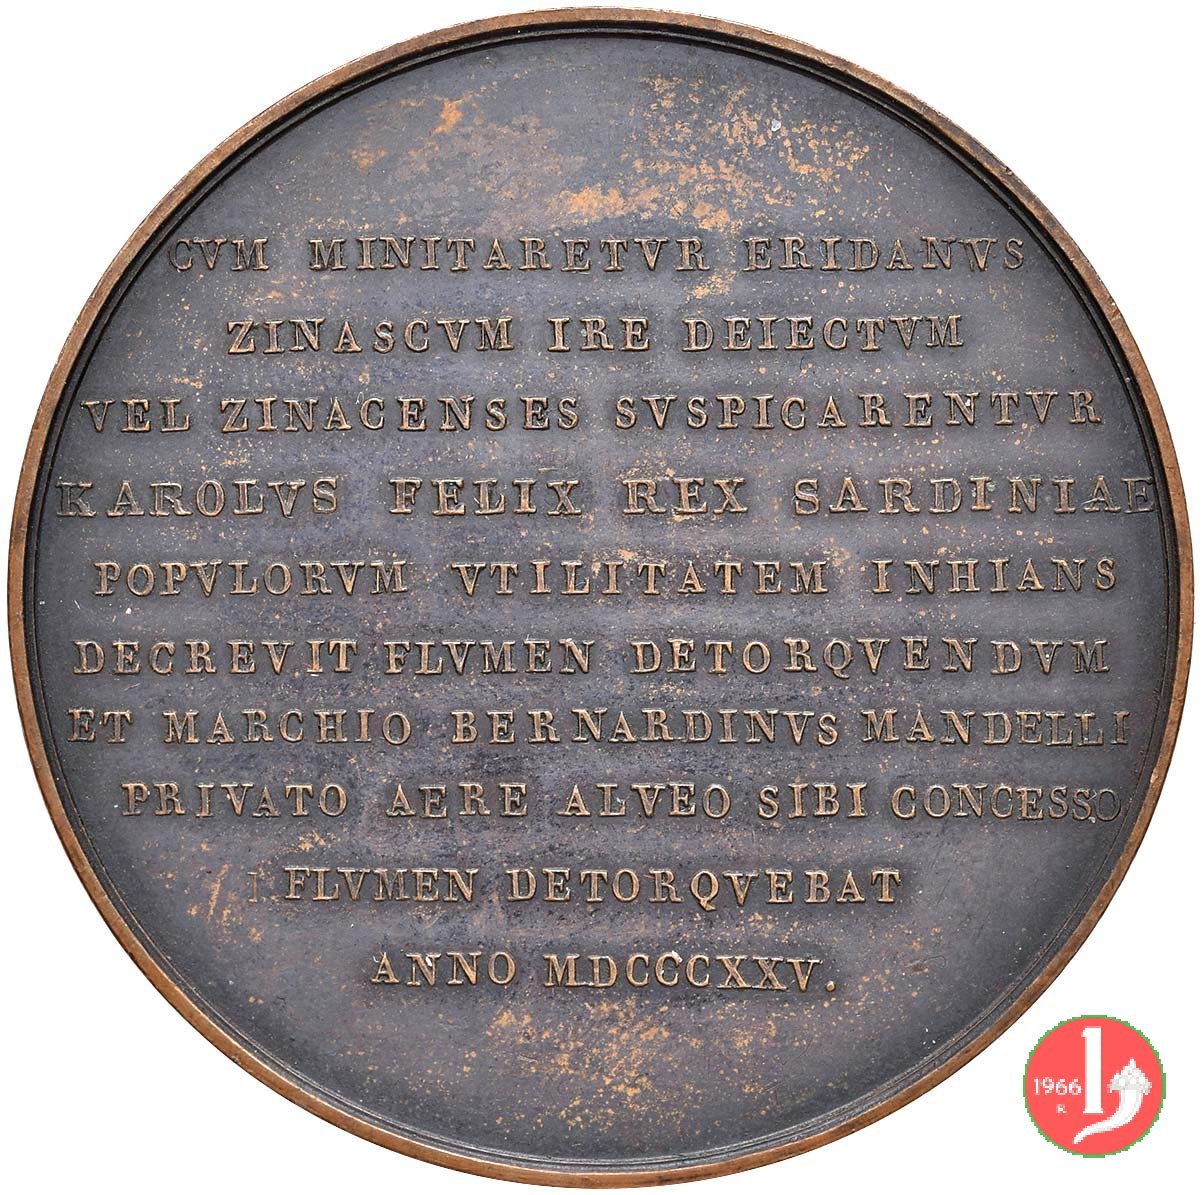 CVM MINITARETVR ERIDANVS
ZINASCVM IRE DEIECTVM
VEL ZINACENSES SVSPICARENTVR
KAROLVS FELIX REX SARDINIAE
POPVLORVM VTILITATEM INHIANS
DECREVIT FLVMEN DETORQVENDVM
ET MARCHIO BERNARDINVS MANDELLI
PRIVATO AERE ALVEO SIBI CONCESSO
FLVMEN DETORQVEBAT
ANNO MDCCCXXV.
1966
R